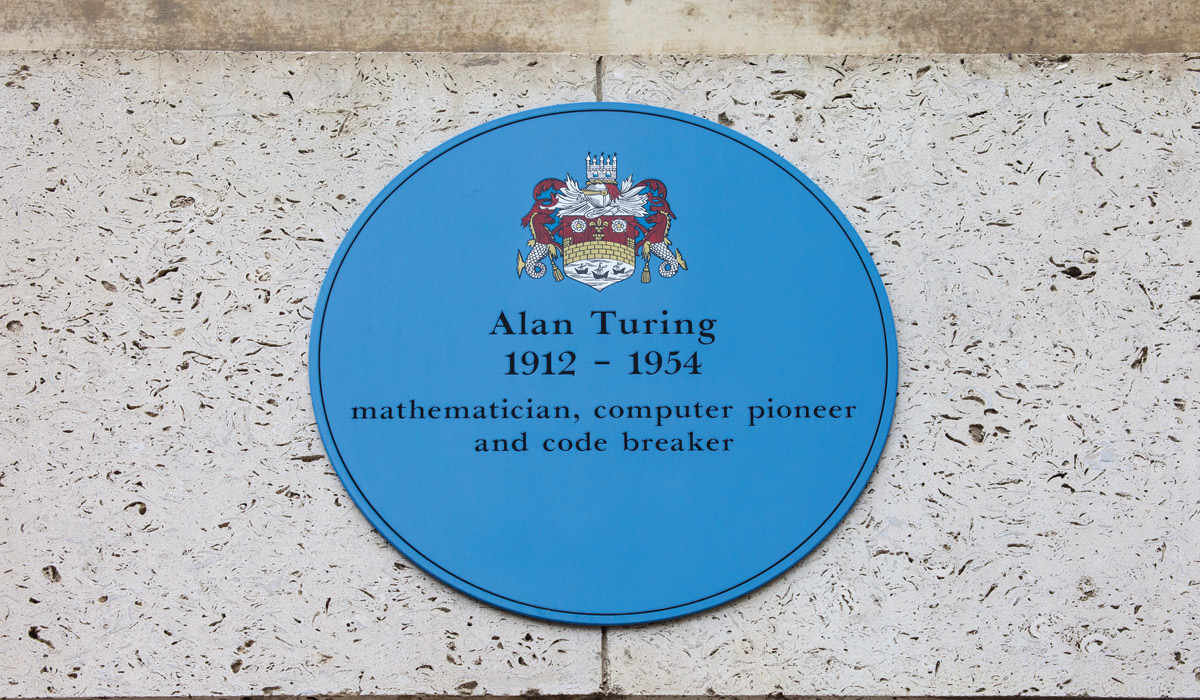 Alan Turing
1912 - 1954
mathematician, computer pioneer
and code breaker